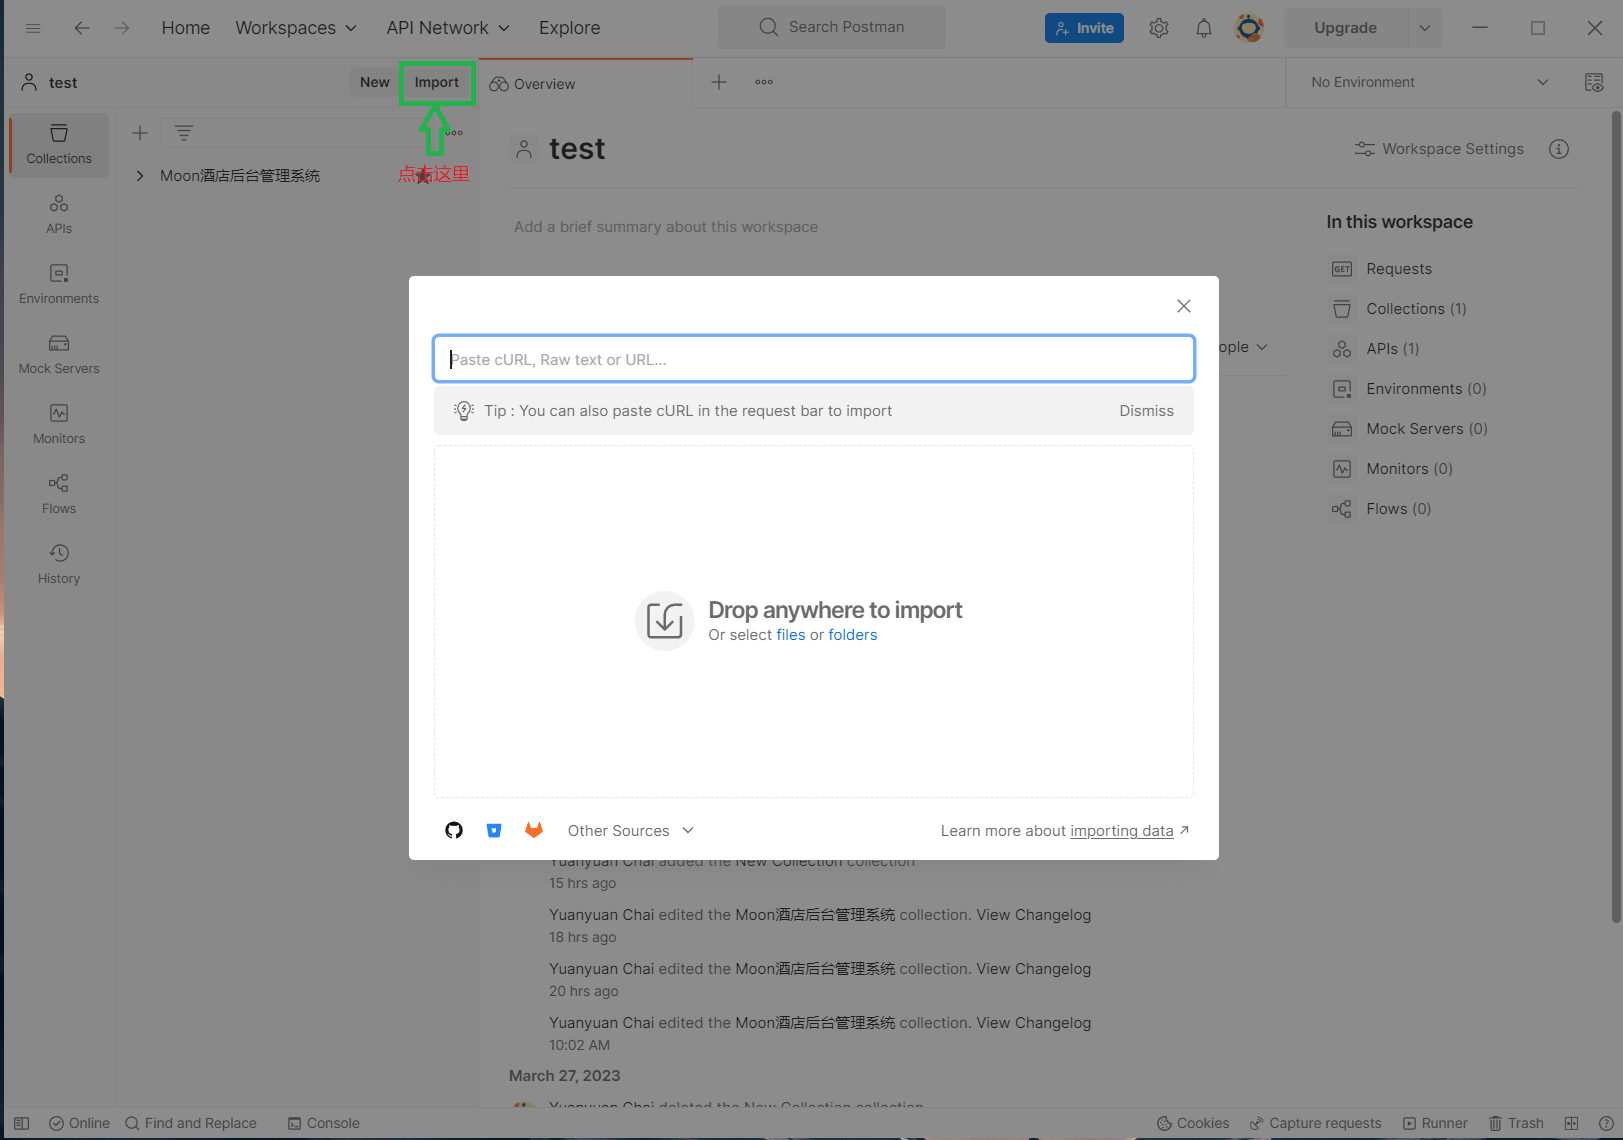 Home Workspaces API Network Explore Search Postman Invite Upgrade
test New Import Overview No Environment
点击这里
Collections
APIs
Environments
Mock Servers
Monitors
Flows
History
Moon酒店后台管理系统
test
Workspace Settings
Add a brief summary about this workspace
In this workspace
GET Requests
Collections (1)
APIs (1)
Environments (0)
Mock Servers (0)
Monitors (0)
Flows (0)
ople
Paste cURL, Raw text or URL...
Tip : You can also paste cURL in the request bar to import Dismiss
Drop anywhere to import
Or select files or folders
Other Sources Learn more about importing data
Yuanyuan Chai added the New Collection collection
15 hrs ago
Yuanyuan Chai edited the Moon酒店后台管理系统 collection. View Changelog
18 hrs ago
Yuanyuan Chai edited the Moon酒店后台管理系统 collection. View Changelog
20 hrs ago
Yuanyuan Chai edited the Moon酒店后台管理系统 collection. View Changelog
10:02 AM
March 27, 2023
Yuanyuan Chai deleted the New Collection collection
Online Find and Replace Console Cookies Capture requests Runner Trash